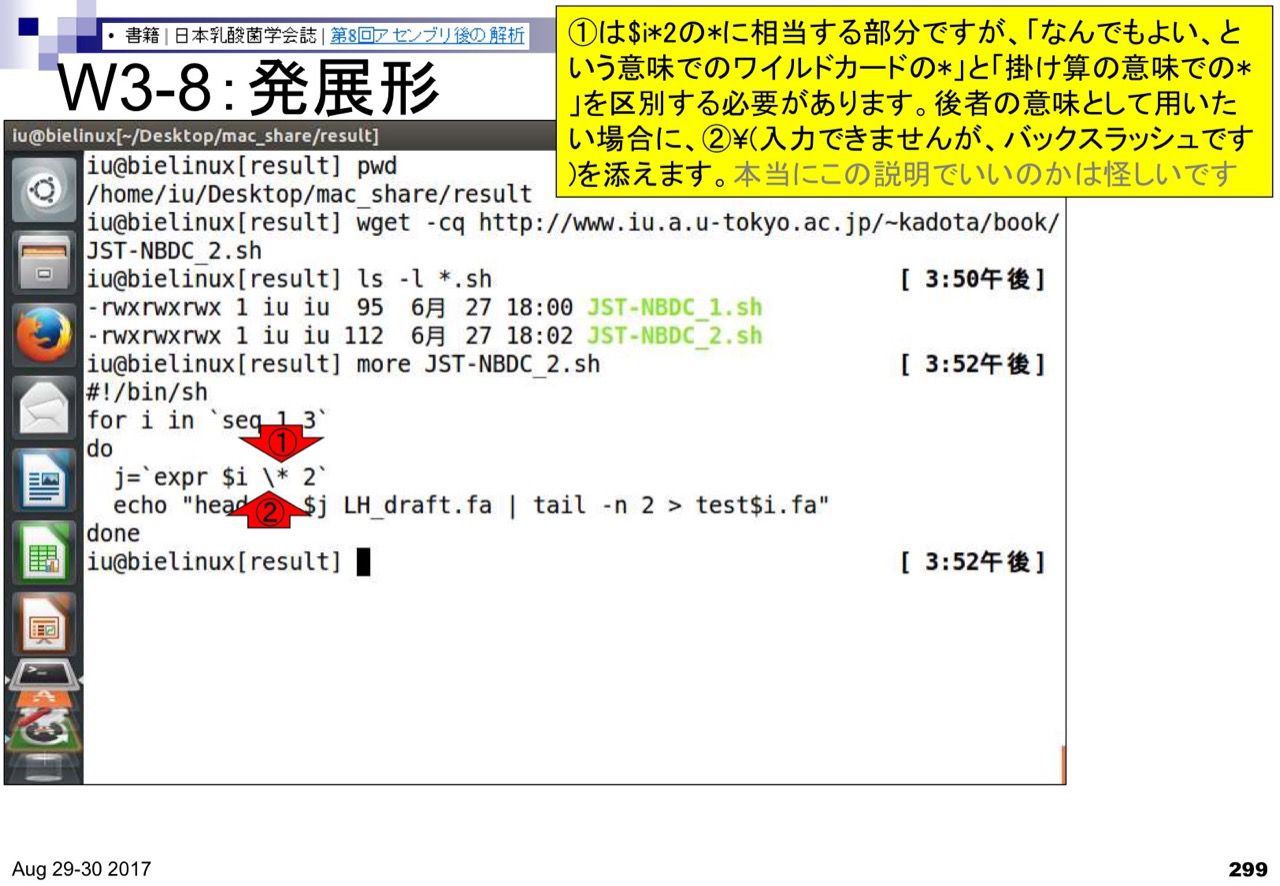 • 書籍 | 日本乳酸菌学会誌 | 第8回アセンブリ後の解析
W3-8：発展形
①は$i*2の*に相当する部分ですが、「なんでもよい、と
いう意味でのワイルドカードの*」と「掛け算の意味での*
」を区別する必要があります。後者の意味として用いた
い場合に、②¥(入力できませんが、バックスラッシュです
)を添えます。本当にこの説明でいいのかは怪しいです
iu@bielinux[~/Desktop/mac_share/result]
iu@bielinux[result] pwd
/home/iu/Desktop/mac_share/result
iu@bielinux[result] wget -cq http://www.iu.a.u-tokyo.ac.jp/~kadota/book/
JST-NBDC_2.sh
iu@bielinux[result] ls -l *.sh [ 3:50午後]
-rwxrwxrwx 1 iu iu  95  6月 27 18:00 JST-NBDC_1.sh
-rwxrwxrwx 1 iu iu 112  6月 27 18:02 JST-NBDC_2.sh
iu@bielinux[result] more JST-NBDC_2.sh [ 3:52午後]
#!/bin/sh
for i in `seq 1 3`
do
①
j=`expr $i \* 2`
echo "head $j LH_draft.fa | tail -n 2 > test$i.fa"
②
done
iu@bielinux[result] [ 3:52午後]
Aug 29-30 2017
299